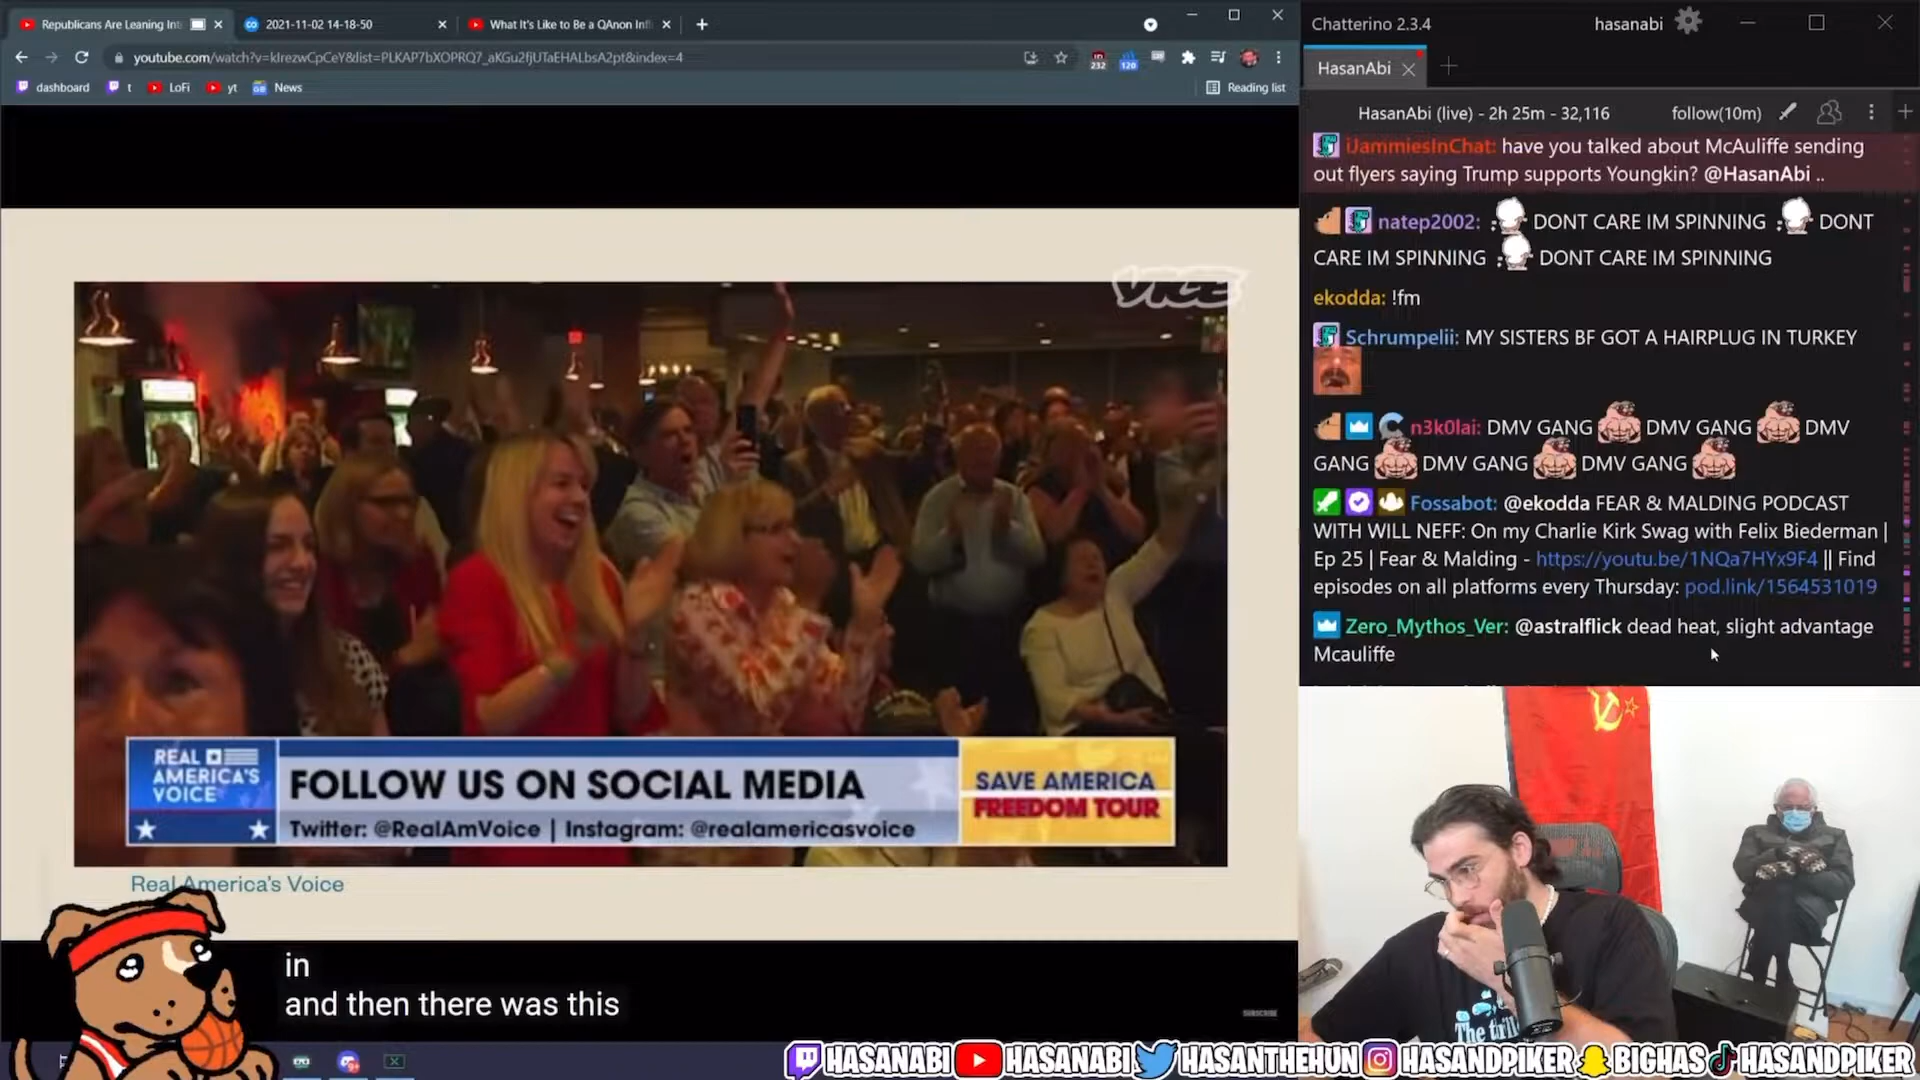 Republicans Are Leaning Int
2021-11-02 14-18-50
What It's Like to Be a QAnon Infl
youtube.com/watch?v=klrezwCpCeY&list=PLKAP7bXOPRQ7_aKGu2fjUTaEHALbsA2pt&index=4
232
120
dashboard
t
LoFi
yt
News
Reading list
VICE
REAL
AMERICA'S
VOICE
FOLLOW US ON SOCIAL MEDIA
Twitter: @RealAmVoice | Instagram: @realamericasvoice
SAVE AMERICA
FREEDOM TOUR
Real America's Voice
in
and then there was this
SUBSCRIBE
Chatterino 2.3.4
hasanabi
HasanAbi
HasanAbi (live) - 2h 25m - 32,116
follow(10m)
UammiesInChat: have you talked about McAuliffe sending
out flyers saying Trump supports Youngkin? @HasanAbi ..
natep2002: DONT CARE IM SPINNING DONT
CARE IM SPINNING DONT CARE IM SPINNING
ekodda: !fm
Schrumpelii: MY SISTERS BF GOT A HAIRPLUG IN TURKEY
n3k0lai: DMV GANG DMV GANG DMV
GANG DMV GANG DMV GANG
Fossabot: @ekodda FEAR & MALDING PODCAST
WITH WILL NEFF: On my Charlie Kirk Swag with Felix Biederman |
Ep 25 | Fear & Malding - https://youtu.be/1NQa7HYx9F4 || Find
episodes on all platforms every Thursday: pod.link/1564531019
Zero_Mythos_Ver: @astralflick dead heat, slight advantage
Mcauliffe
The thril
HASANABI HASANABI HASANTHEHUN HASANDPIKER BIGHAS HASANDPIKER